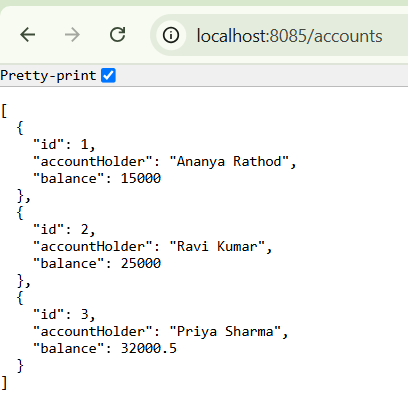 localhost:8085/accounts
Pretty-print
[
  {
    "id": 1,
    "accountHolder": "Ananya Rathod",
    "balance": 15000
  },
  {
    "id": 2,
    "accountHolder": "Ravi Kumar",
    "balance": 25000
  },
  {
    "id": 3,
    "accountHolder": "Priya Sharma",
    "balance": 32000.5
  }
]